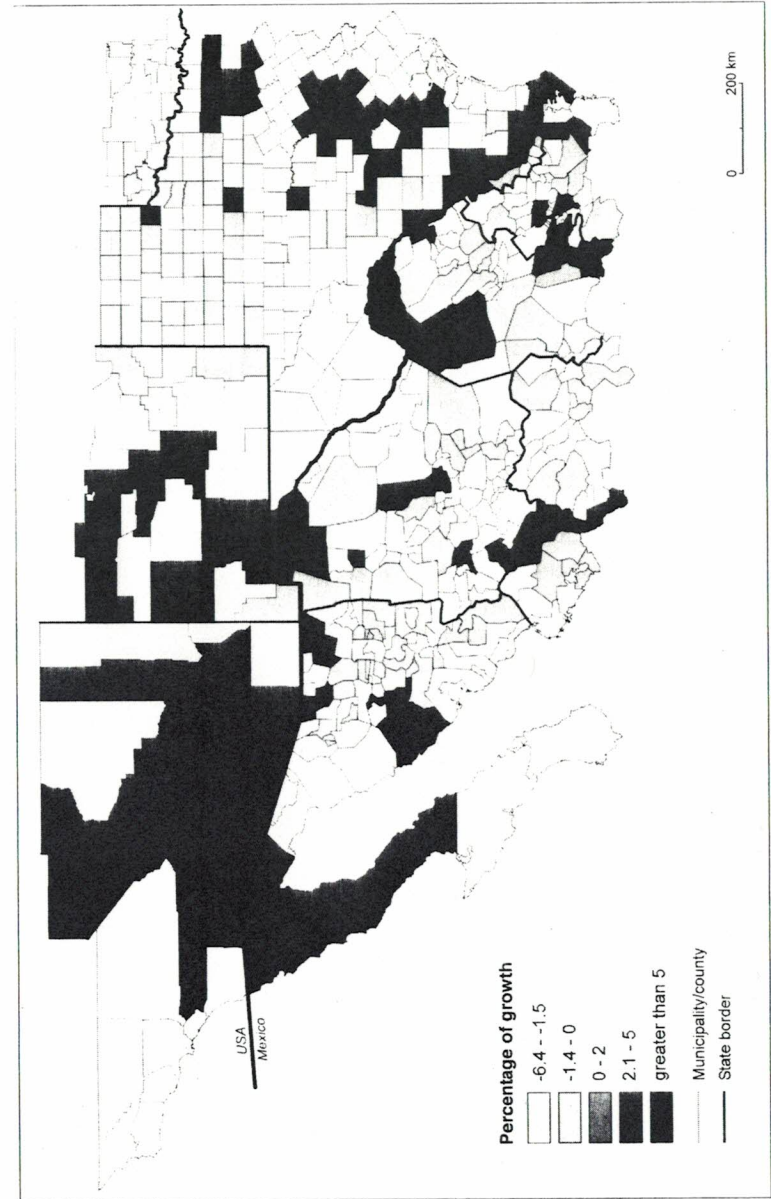 USA
Mexico
Percentage of growth
-6.4 - -1.5
-1.4 - 0
0 - 2
2.1 - 5
greater than 5
Municipality/county
State border
0 200 km